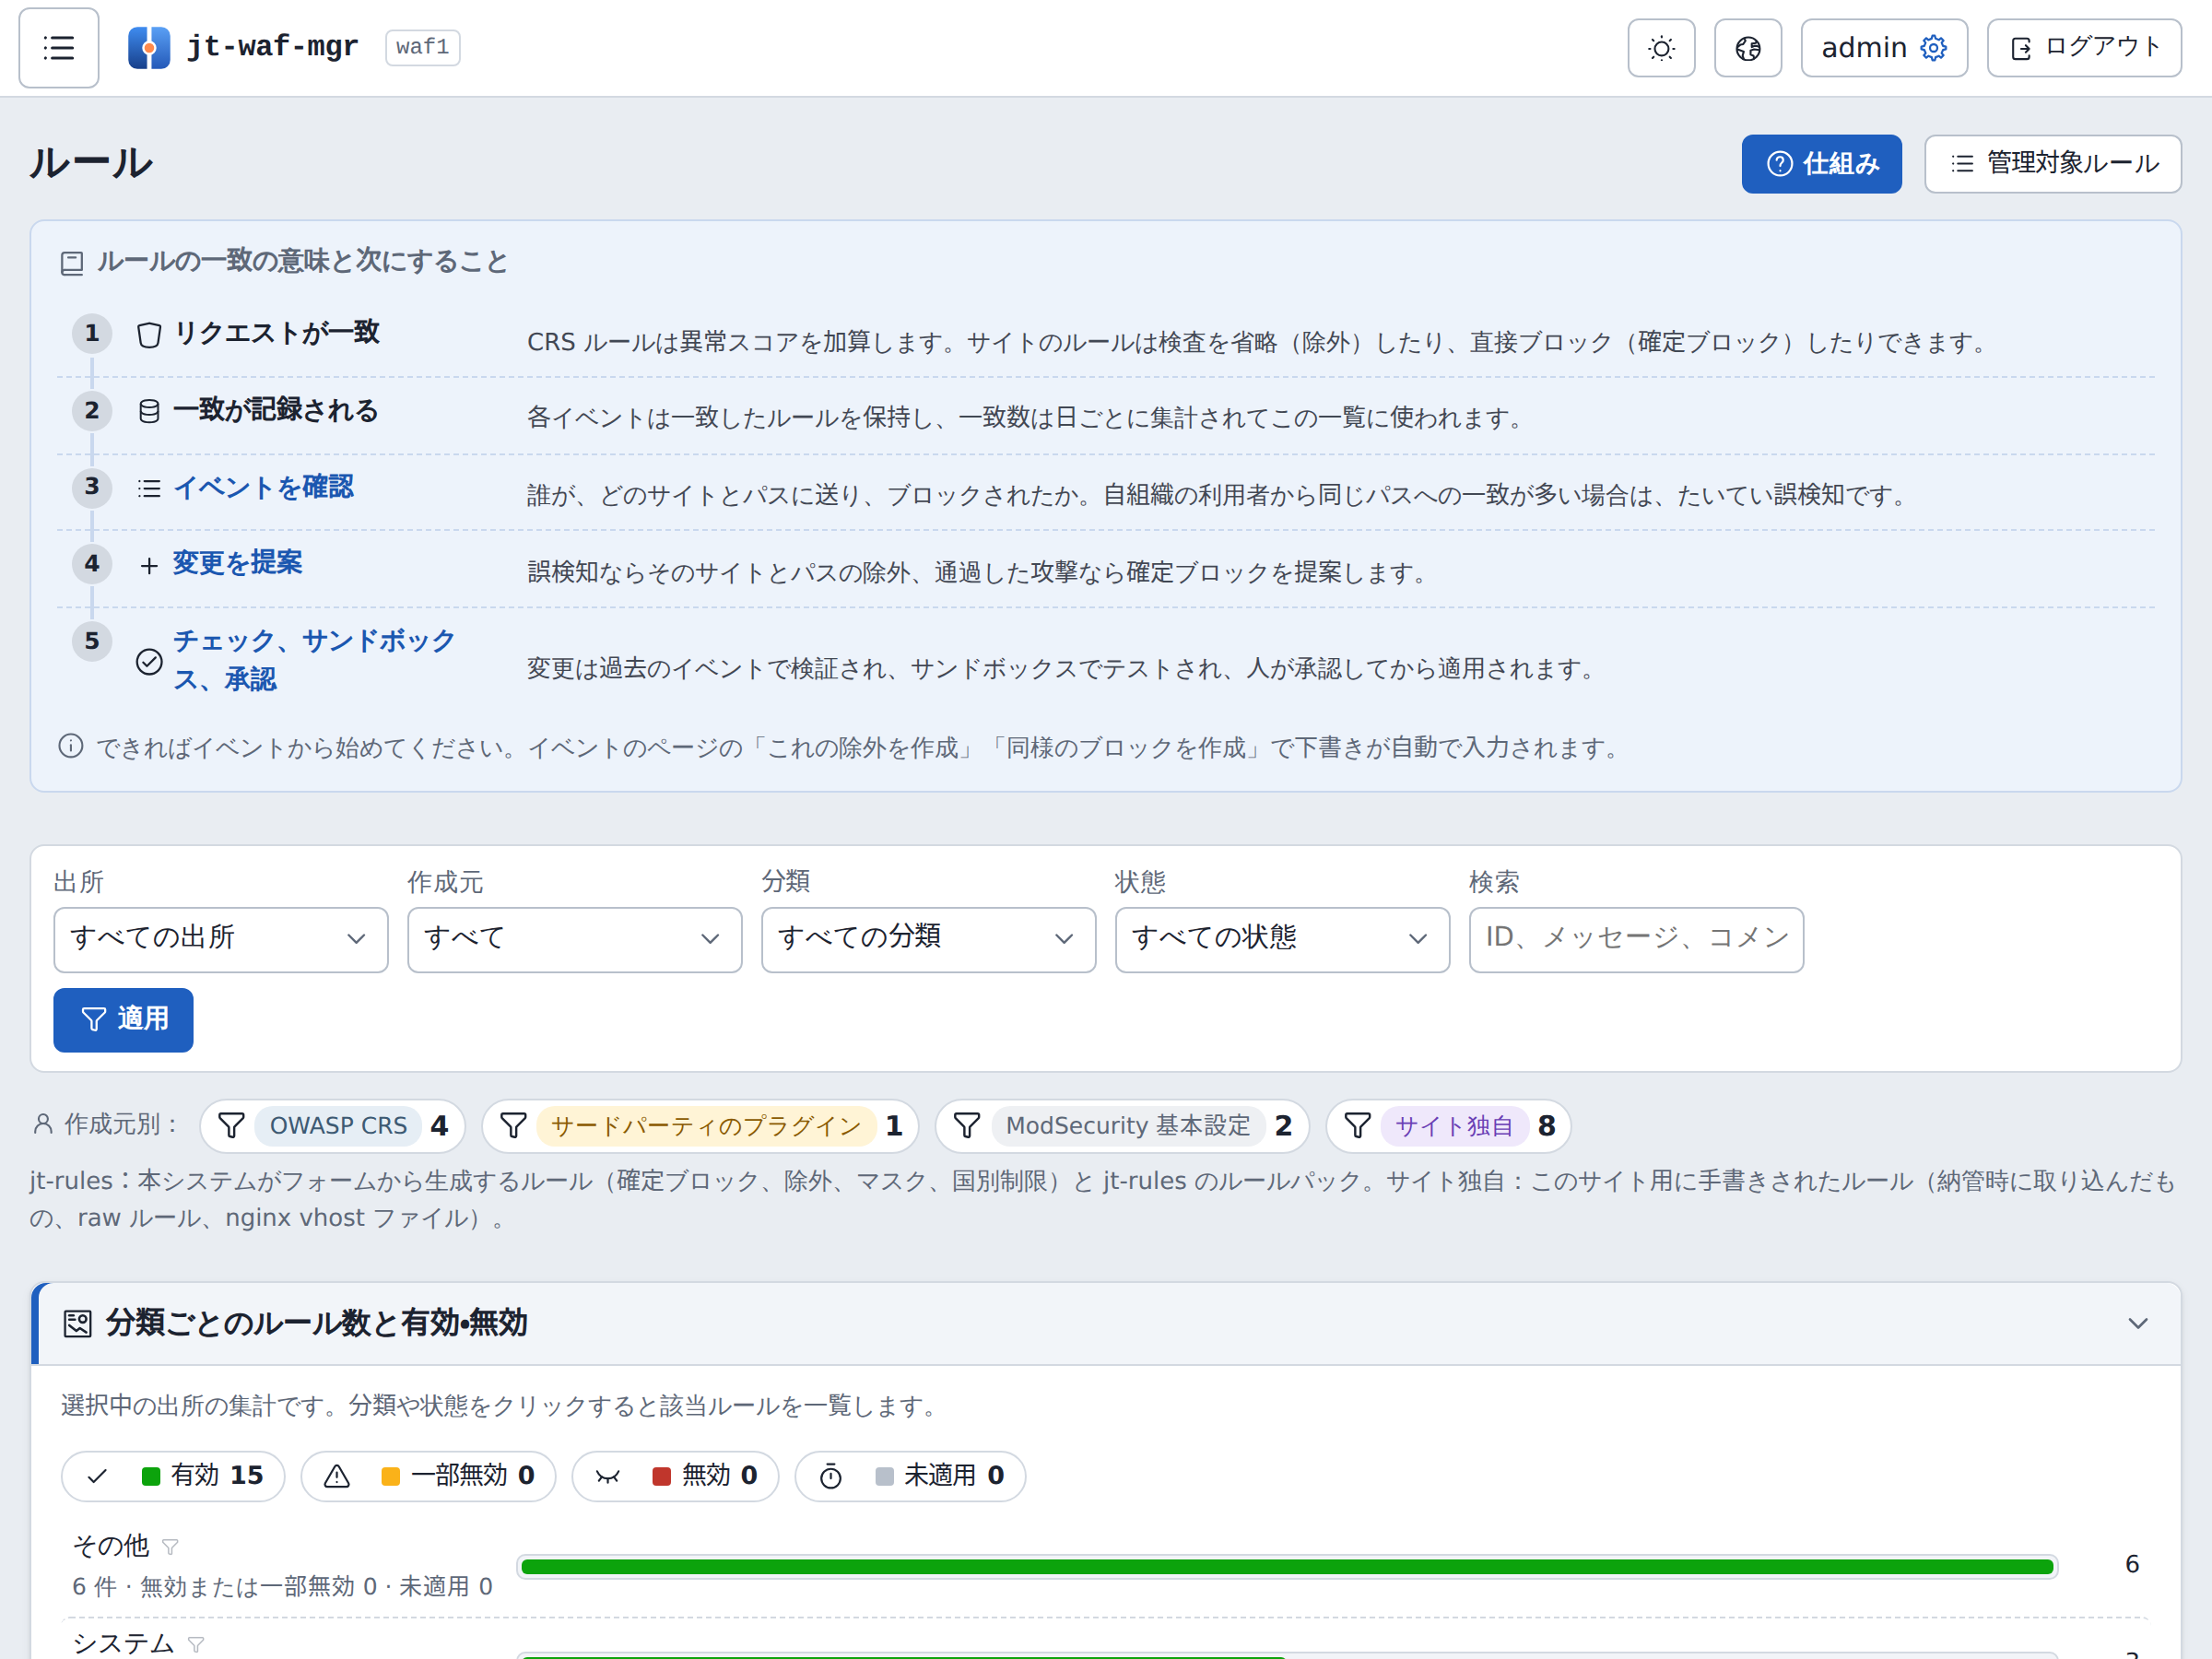 jt-waf-mgr waf1 admin ログアウト
ルール 仕組み 管理対象ルール
ルールの一致の意味と次にすること
1 リクエストが一致 CRS ルールは異常スコアを加算します。サイトのルールは検査を省略（除外）したり、直接ブロック（確定ブロック）したりできます。
2 一致が記録される 各イベントは一致したルールを保持し、一致数は日ごとに集計されてこの一覧に使われます。
3 イベントを確認 誰が、どのサイトとパスに送り、ブロックされたか。自組織の利用者から同じパスへの一致が多い場合は、たいてい誤検知です。
4 変更を提案 誤検知ならそのサイトとパスの除外、通過した攻撃なら確定ブロックを提案します。
5 チェック、サンドボック
ス、承認 変更は過去のイベントで検証され、サンドボックスでテストされ、人が承認してから適用されます。
できればイベントから始めてください。イベントのページの「これの除外を作成」「同様のブロックを作成」で下書きが自動で入力されます。
出所 作成元 分類 状態 検索
すべての出所 すべて すべての分類 すべての状態 ID、メッセージ、コメン
適用
作成元別： OWASP CRS 4 サードパーティのプラグイン 1 ModSecurity 基本設定 2 サイト独自 8
jt-rules：本システムがフォームから生成するルール（確定ブロック、除外、マスク、国別制限）と jt-rules のルールパック。サイト独自：このサイト用に手書きされたルール（納管時に取り込んだも
の、raw ルール、nginx vhost ファイル）。
分類ごとのルール数と有効・無効
選択中の出所の集計です。分類や状態をクリックすると該当ルールを一覧します。
有効 15 一部無効 0 無効 0 未適用 0
その他
6 件 · 無効または一部無効 0 · 未適用 0 6
システム